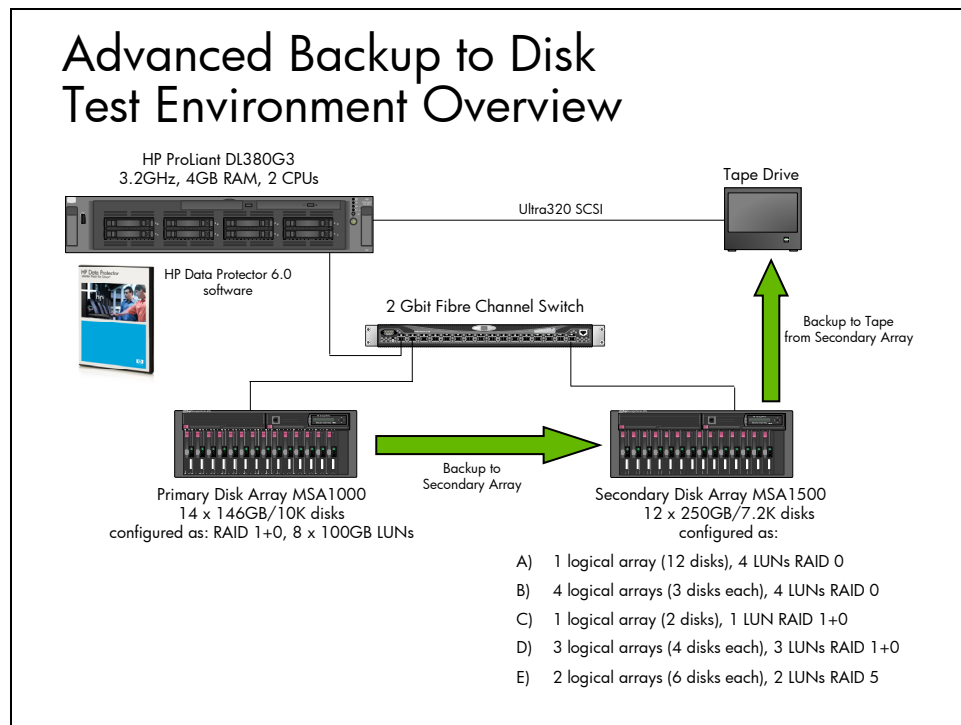 Advanced Backup to Disk
Test Environment Overview
HP ProLiant DL380G3
3.2GHz, 4GB RAM, 2 CPUs
Tape Drive
Ultra320 SCSI
HP Data Protector
HP Data Protector 6.0
software
2 Gbit Fibre Channel Switch
Backup to Tape
from Secondary Array
Backup to
Secondary Array
Primary Disk Array MSA1000
14 x 146GB/10K disks
configured as: RAID 1+0, 8 x 100GB LUNs
Secondary Disk Array MSA1500
12 x 250GB/7.2K disks
configured as:
A) 1 logical array (12 disks), 4 LUNs RAID 0
B) 4 logical arrays (3 disks each), 4 LUNs RAID 0
C) 1 logical array (2 disks), 1 LUN RAID 1+0
D) 3 logical arrays (4 disks each), 3 LUNs RAID 1+0
E) 2 logical arrays (6 disks each), 2 LUNs RAID 5